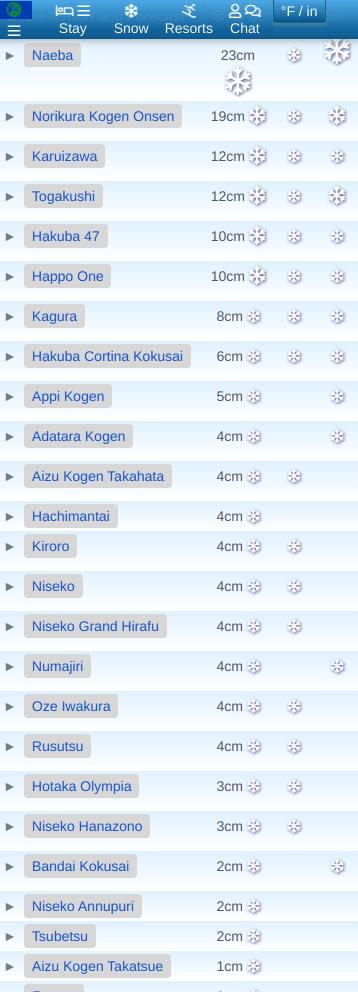 °F / in
Stay Snow Resorts Chat
Naeba 23cm
Norikura Kogen Onsen 19cm
Karuizawa 12cm
Togakushi 12cm
Hakuba 47 10cm
Happo One 10cm
Kagura 8cm
Hakuba Cortina Kokusai 6cm
Appi Kogen 5cm
Adatara Kogen 4cm
Aizu Kogen Takahata 4cm
Hachimantai 4cm
Kiroro 4cm
Niseko 4cm
Niseko Grand Hirafu 4cm
Numajiri 4cm
Oze Iwakura 4cm
Rusutsu 4cm
Hotaka Olympia 3cm
Niseko Hanazono 3cm
Bandai Kokusai 2cm
Niseko Annupuri 2cm
Tsubetsu 2cm
Aizu Kogen Takatsue 1cm